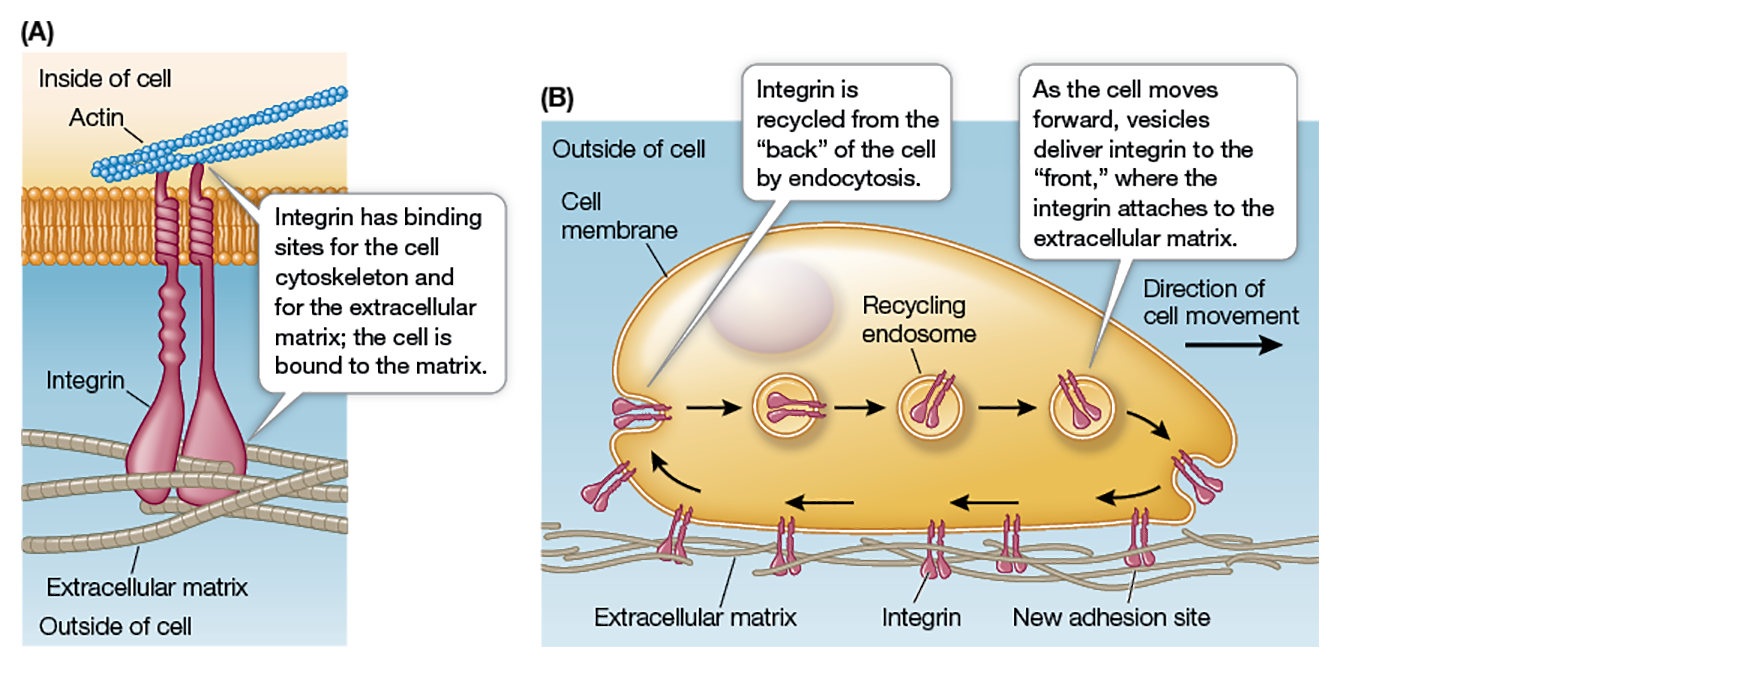 (A)
Inside of cell
Actin
Integrin has binding
sites for the cell
cytoskeleton and
for the extracellular
matrix; the cell is
bound to the matrix.
Integrin
Extracellular matrix
Outside of cell
(B)
Outside of cell
Cell
membrane
Integrin is
recycled from the
“back” of the cell
by endocytosis.
As the cell moves
forward, vesicles
deliver integrin to the
“front,” where the
integrin attaches to the
extracellular matrix.
Recycling
endosome
Direction of
cell movement
Extracellular matrix
Integrin
New adhesion site